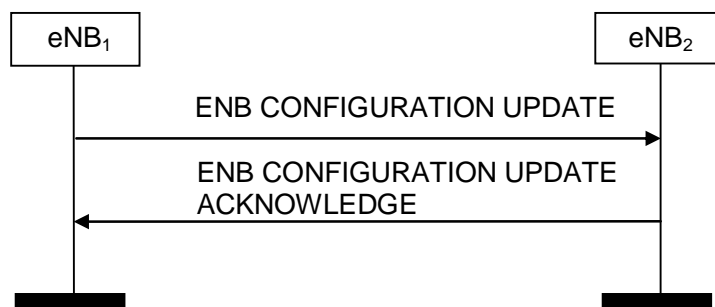 eNB₁
eNB₂
ENB CONFIGURATION UPDATE
ENB CONFIGURATION UPDATE
ACKNOWLEDGE